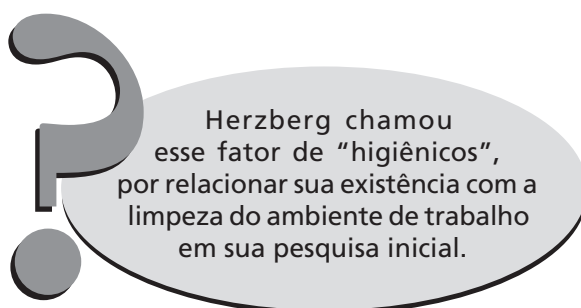 ?
Herzberg chamou
esse fator de “higiênicos”,
por relacionar sua existência com a
limpeza do ambiente de trabalho
em sua pesquisa inicial.